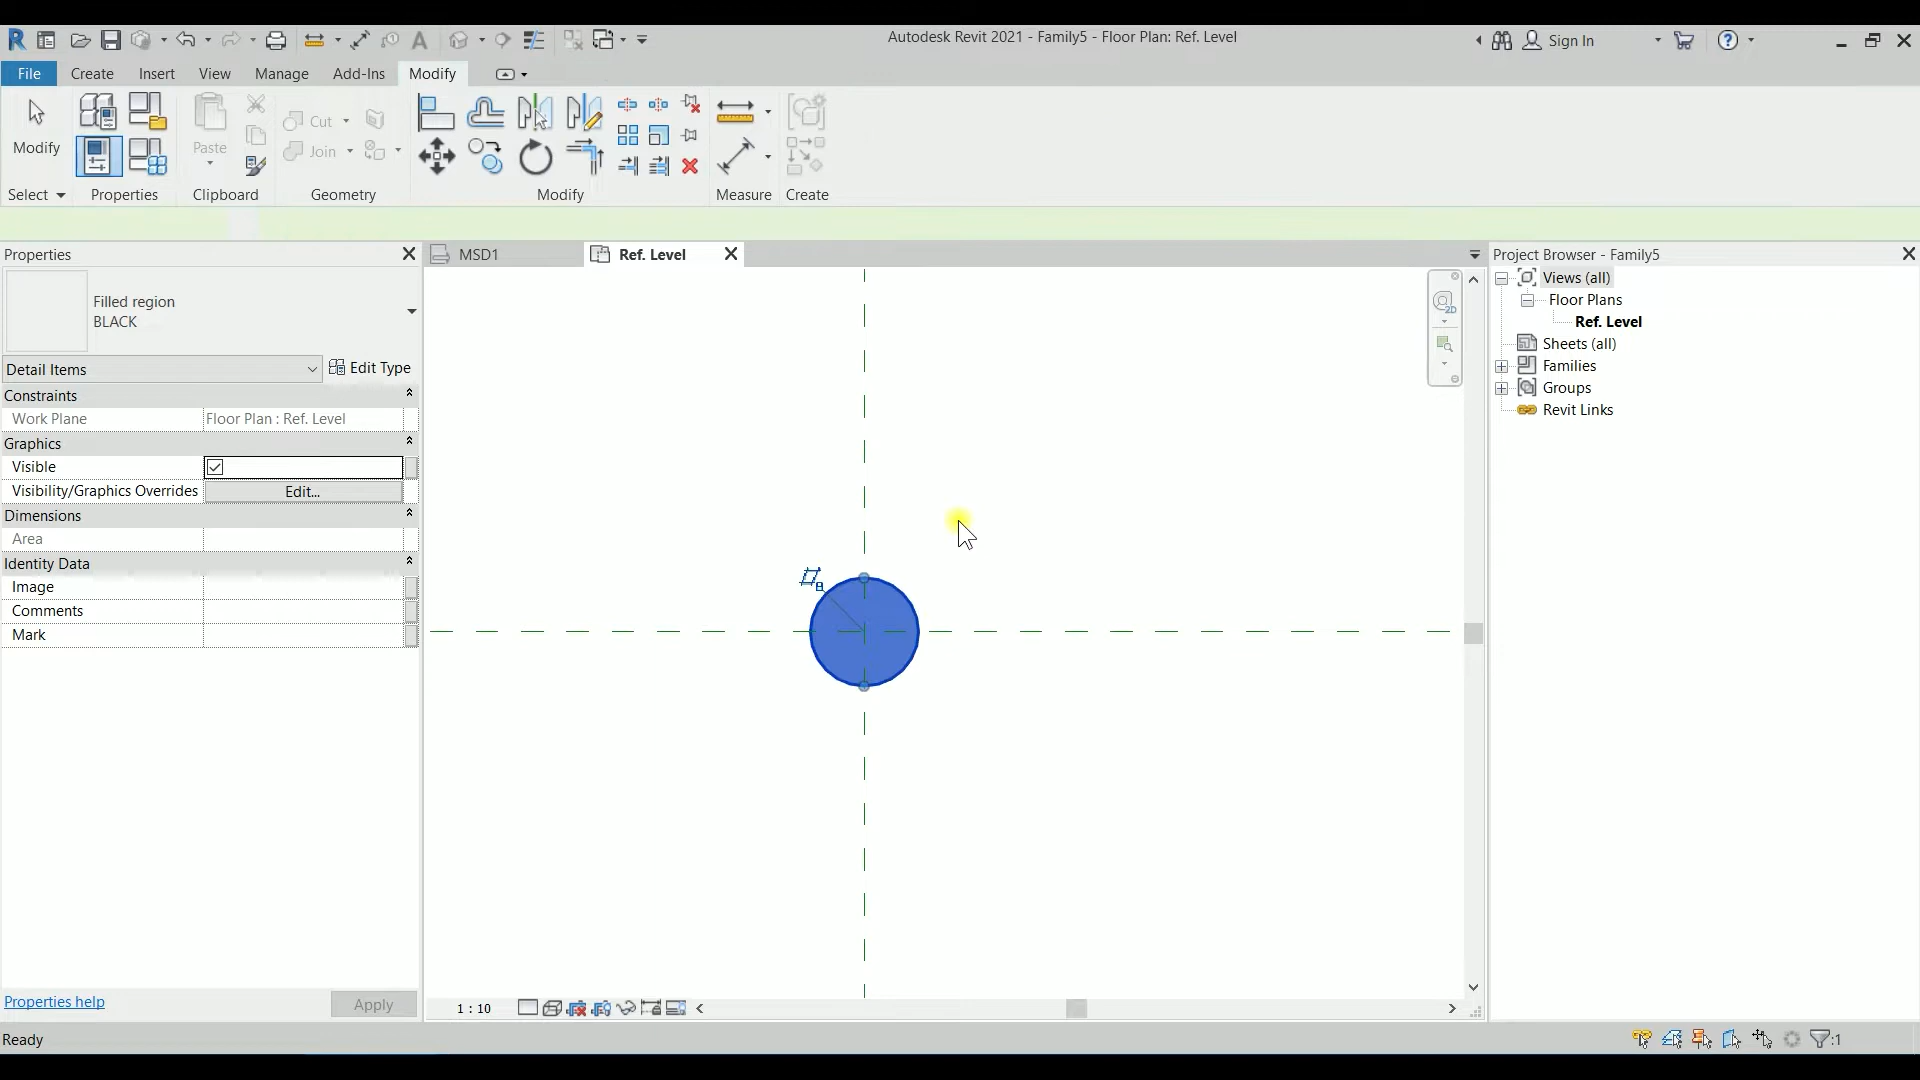 Autodesk Revit 2021 - Family5 - Floor Plan: Ref. Level
Sign In
File
Create
Insert
View
Manage
Add-Ins
Modify
Modify
Paste
Cut
Join
Select
Properties
Clipboard
Geometry
Modify
Measure
Create
Properties
Filled region
BLACK
Detail Items
Edit Type
Constraints
Work Plane
Floor Plan : Ref. Level
Graphics
Visible
Visibility/Graphics Overrides
Edit...
Dimensions
Area
Identity Data
Image
Comments
Mark
Properties help
Apply
MSD1
Ref. Level
2D
1 : 10
Project Browser - Family5
Views (all)
Floor Plans
Ref. Level
Sheets (all)
Families
Groups
Revit Links
Ready
:1